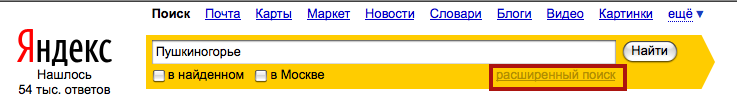 Поиск Почта Карты Маркет Новости Словари Блоги Видео Картинки ещё ▼
Яндекс
Пушкиногорье Найти
Нашлось
54 тыс. ответов
в найденном в Москве расширенный поиск